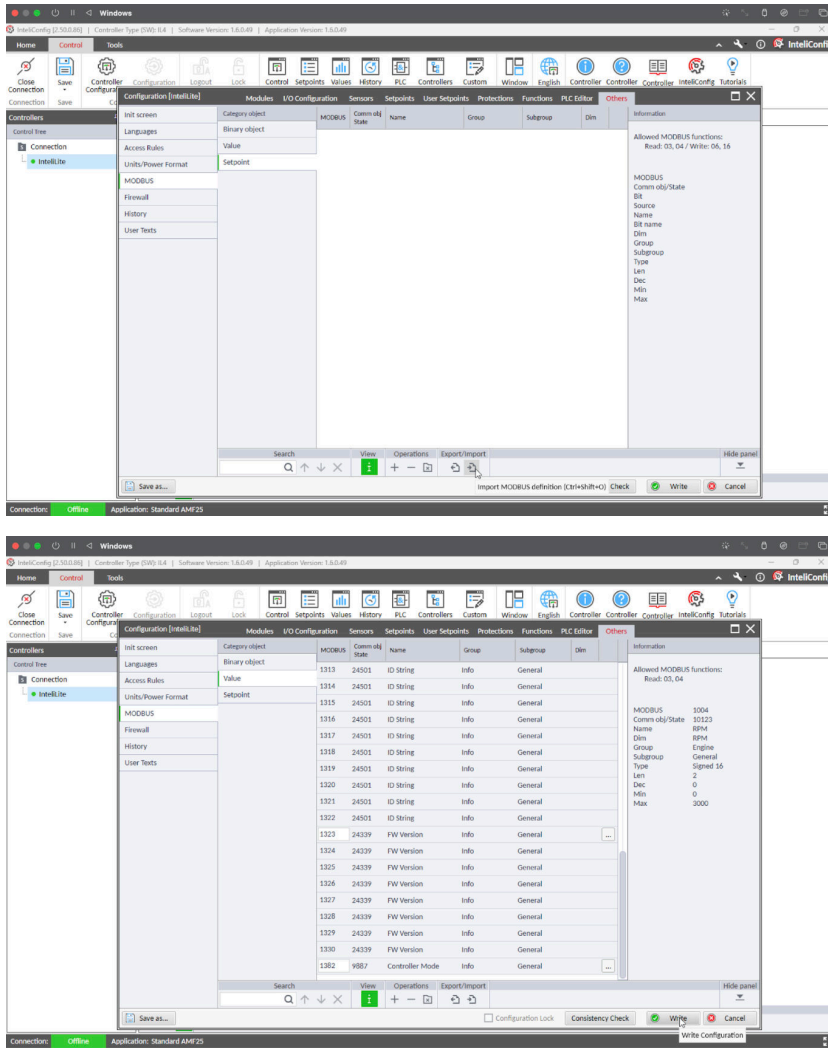 Windows
InteliConfig [2.50.0.86] | Controller Type (SW): IL4 | Software Version: 1.6.0.49 | Application Version: 1.6.0.49
Home Control Tools InteliConfi
Close Connection Save Controller Configura Configuration Logout Lock Control Setpoints Values History PLC Controllers Custom Window English Controller Controller Controller InteliConfig Tutorials
Connection Save Co
Configuration [InteliLite] Modules I/O Configuration Sensors Setpoints User Setpoints Protections Functions PLC Editor Others
Controllers
Control Tree
Connection
InteliLite
Init screen
Languages
Access Rules
Units/Power Format
MODBUS
Firewall
History
User Texts
Category object
Binary object
Value
Setpoint
MODBUS Comm obj State Name Group Subgroup Dim
Information
Allowed MODBUS functions:
Read: 03, 04 / Write: 06, 16
MODBUS
Comm obj/State
Bit
Source
Name
Bit name
Dim
Group
Subgroup
Type
Len
Dec
Min
Max
Search View Operations Export/Import Hide panel
Save as... Import MODBUS definition (Ctrl+Shift+O) Check Write Cancel
Connection: Offline Application: Standard AMF25
Windows
InteliConfig [2.50.0.86] | Controller Type (SW): IL4 | Software Version: 1.6.0.49 | Application Version: 1.6.0.49
Home Control Tools InteliConfi
Close Connection Save Controller Configura Configuration Logout Lock Control Setpoints Values History PLC Controllers Custom Window English Controller Controller Controller InteliConfig Tutorials
Connection Save Co
Configuration [InteliLite] Modules I/O Configuration Sensors Setpoints User Setpoints Protections Functions PLC Editor Others
Controllers
Control Tree
Connection
InteliLite
Init screen
Languages
Access Rules
Units/Power Format
MODBUS
Firewall
History
User Texts
Category object
Binary object
Value
Setpoint
MODBUS Comm obj State Name Group Subgroup Dim
1313 24501 ID String Info General
1314 24501 ID String Info General
1315 24501 ID String Info General
1316 24501 ID String Info General
1317 24501 ID String Info General
1318 24501 ID String Info General
1319 24501 ID String Info General
1320 24501 ID String Info General
1321 24501 ID String Info General
1322 24501 ID String Info General
1323 24339 FW Version Info General ...
1324 24339 FW Version Info General
1325 24339 FW Version Info General
1326 24339 FW Version Info General
1327 24339 FW Version Info General
1328 24339 FW Version Info General
1329 24339 FW Version Info General
1330 24339 FW Version Info General
1382 9887 Controller Mode Info General ...
Information
Allowed MODBUS functions:
Read: 03, 04
MODBUS 1004
Comm obj/State 10123
Name RPM
Dim RPM
Group Engine
Subgroup General
Type Signed 16
Len 2
Dec 0
Min 0
Max 3000
Search View Operations Export/Import Hide panel
Save as... Configuration Lock Consistency Check Write Cancel
Write Configuration
Connection: Offline Application: Standard AMF25